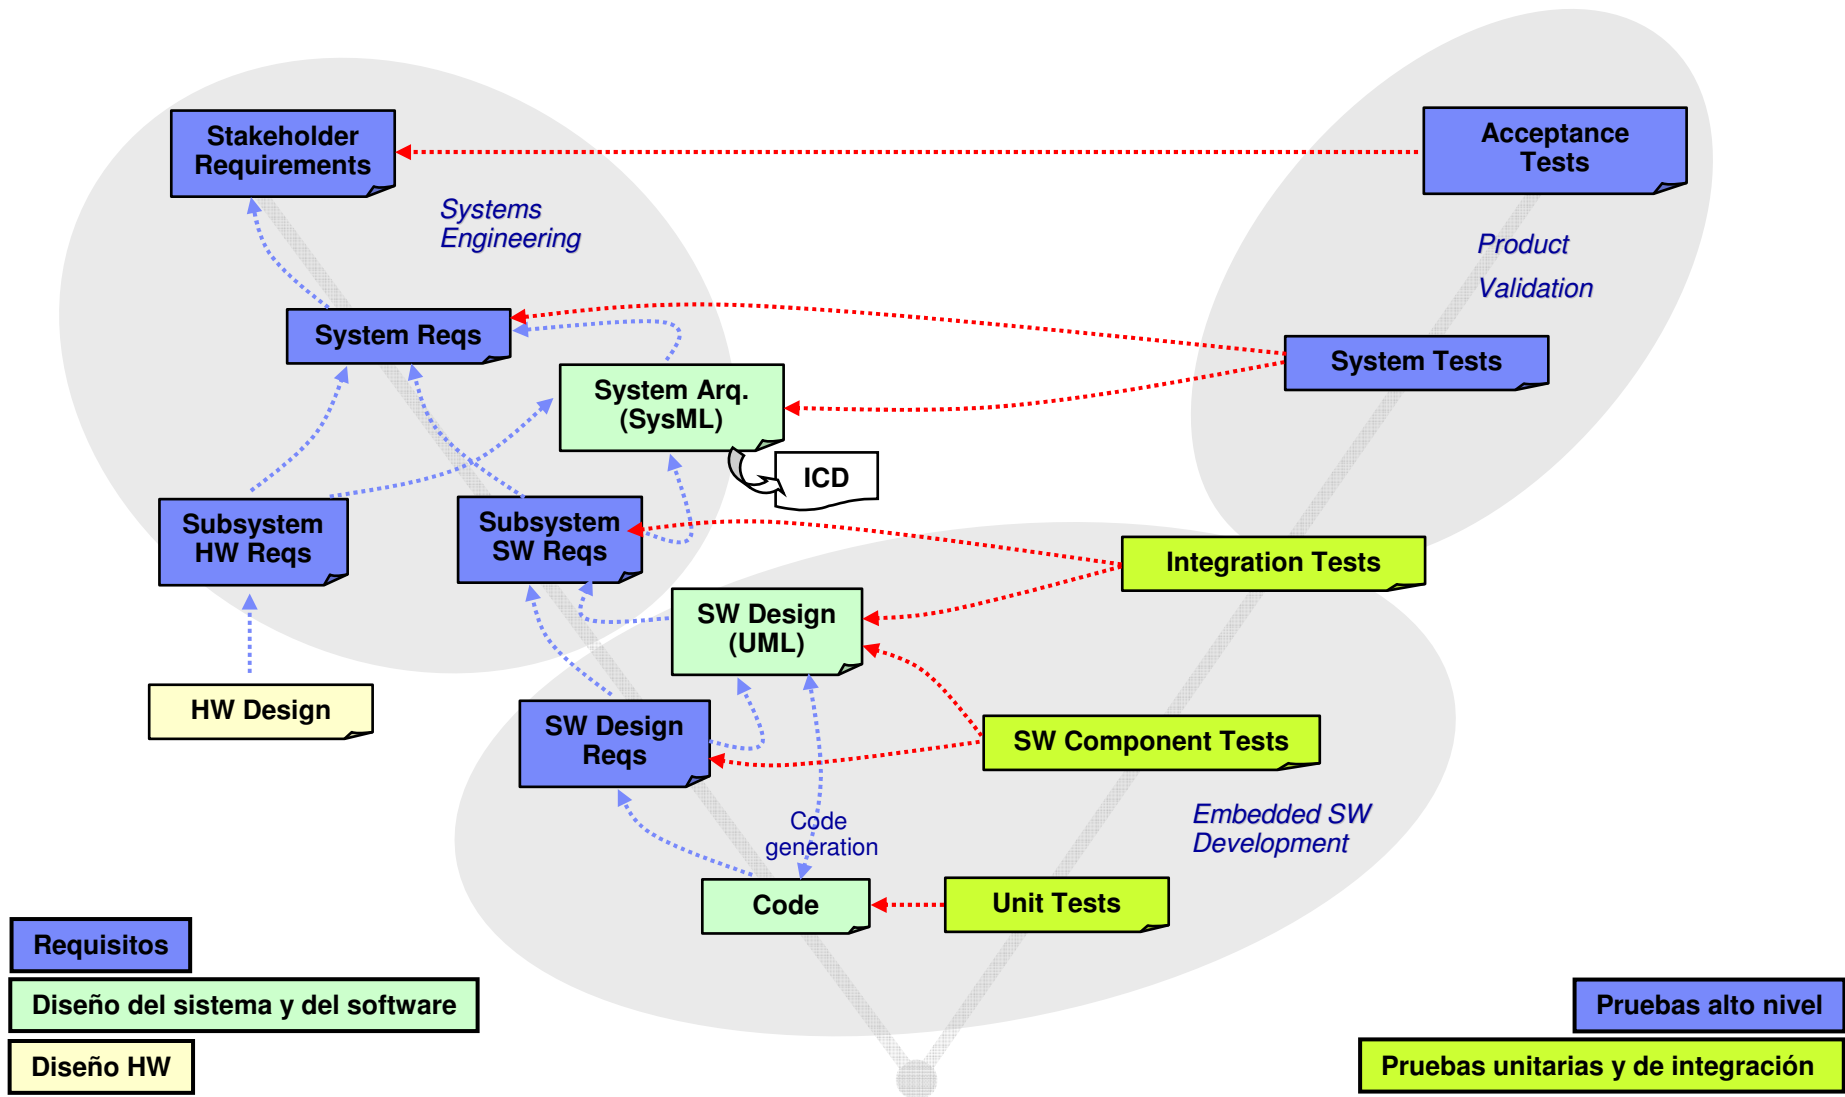 Stakeholder
Requirements
Acceptance
Tests
Systems
Engineering
Product
Validation
System Reqs
System Tests
System Arq.
(SysML)
ICD
Subsystem
HW Reqs
Subsystem
SW Reqs
Integration Tests
SW Design
(UML)
HW Design
SW Design
Reqs
SW Component Tests
Code
generation
Embedded SW
Development
Code
Unit Tests
Requisitos
Diseño del sistema y del software
Diseño HW
Pruebas alto nivel
Pruebas unitarias y de integración